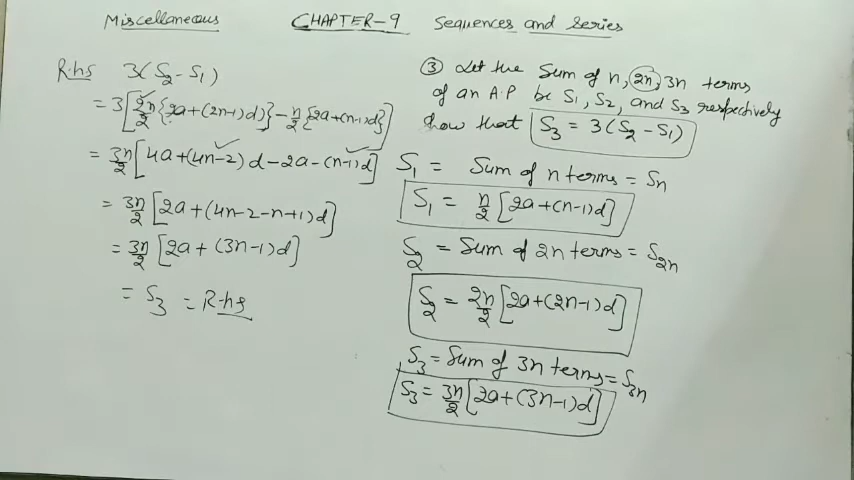 Miscellaneous CHAPTER-9 Sequences and series
③ Let the Sum of n, 2n, 3n terms
of an A.P be S₁, S₂, and S₃ respectively
show that S₃ = 3(S₂ - S₁)
S₁ = Sum of n terms = Sn
S₁ = n/2 [2a+(n-1)d]
S₂ = Sum of 2n terms = S₂n
S₂ = 2n/2 [2a+(2n-1)d]
S₃ = Sum of 3n terms = S₃n
S₃ = 3n/2 [2a+(3n-1)d]
R.hs 3(S₂ - S₁)
= 3 [2n/2 {2a+(2n-1)d)} - n/2 {2a+(n-1)d}]
= 3n/2 [4a+(4n-2)d-2a-(n-1)d]
= 3n/2 [2a+(4n-2-n+1)d]
= 3n/2 [2a+(3n-1)d]
= S₃ = R.hs